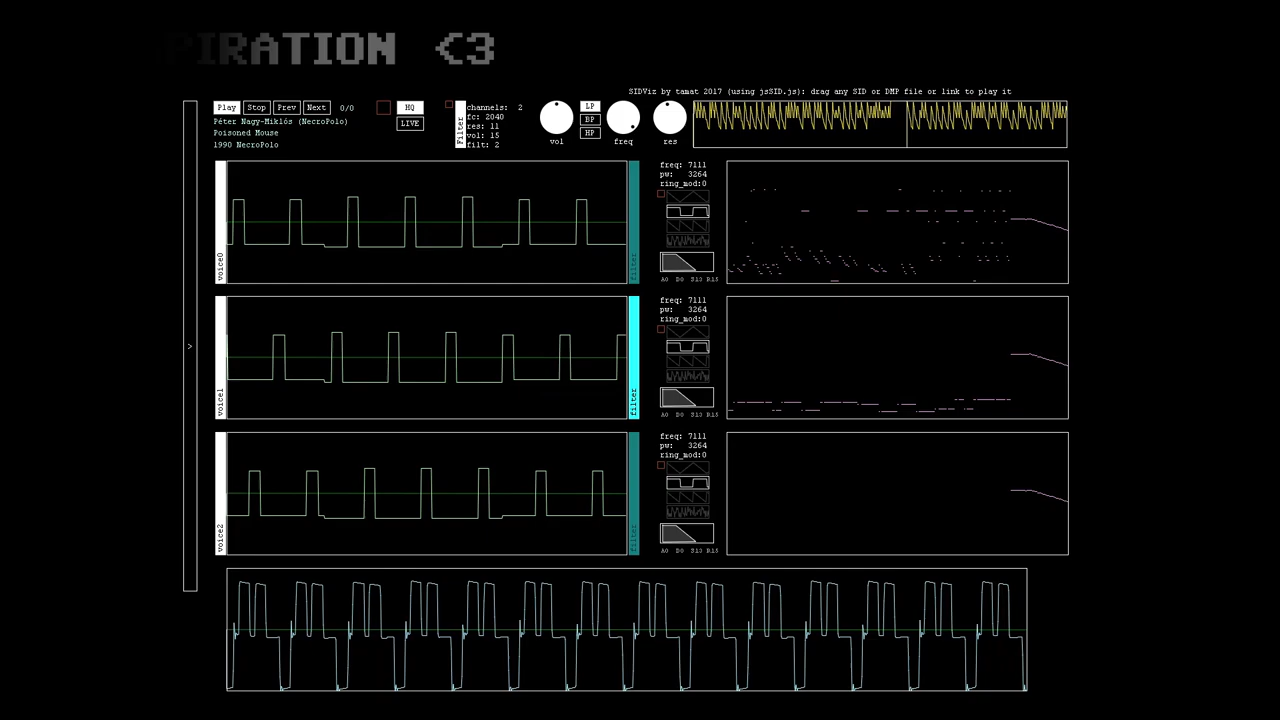 PIRATION <3
SIDViz by tamat 2017 (using jsSID.js): drag any SID or DMP file or link to play it
Play Stop Prev Next 0/0
HQ
LIVE
Péter Nagy-Miklós (NecroPolo)
Poisoned Mouse
1990 NecroPolo
Filter
channels: 2
fc: 2040
res: 11
vol: 15
filt: 2
vol
LP
BP
HP
freq
res
>
voice0
filter
freq: 7111
pw: 3264
ring_mod:0
A0 D0 S10 R15
voice1
filter
freq: 7111
pw: 3264
ring_mod:0
A0 D0 S10 R15
voice2
filter
freq: 7111
pw: 3264
ring_mod:0
A0 D0 S10 R15